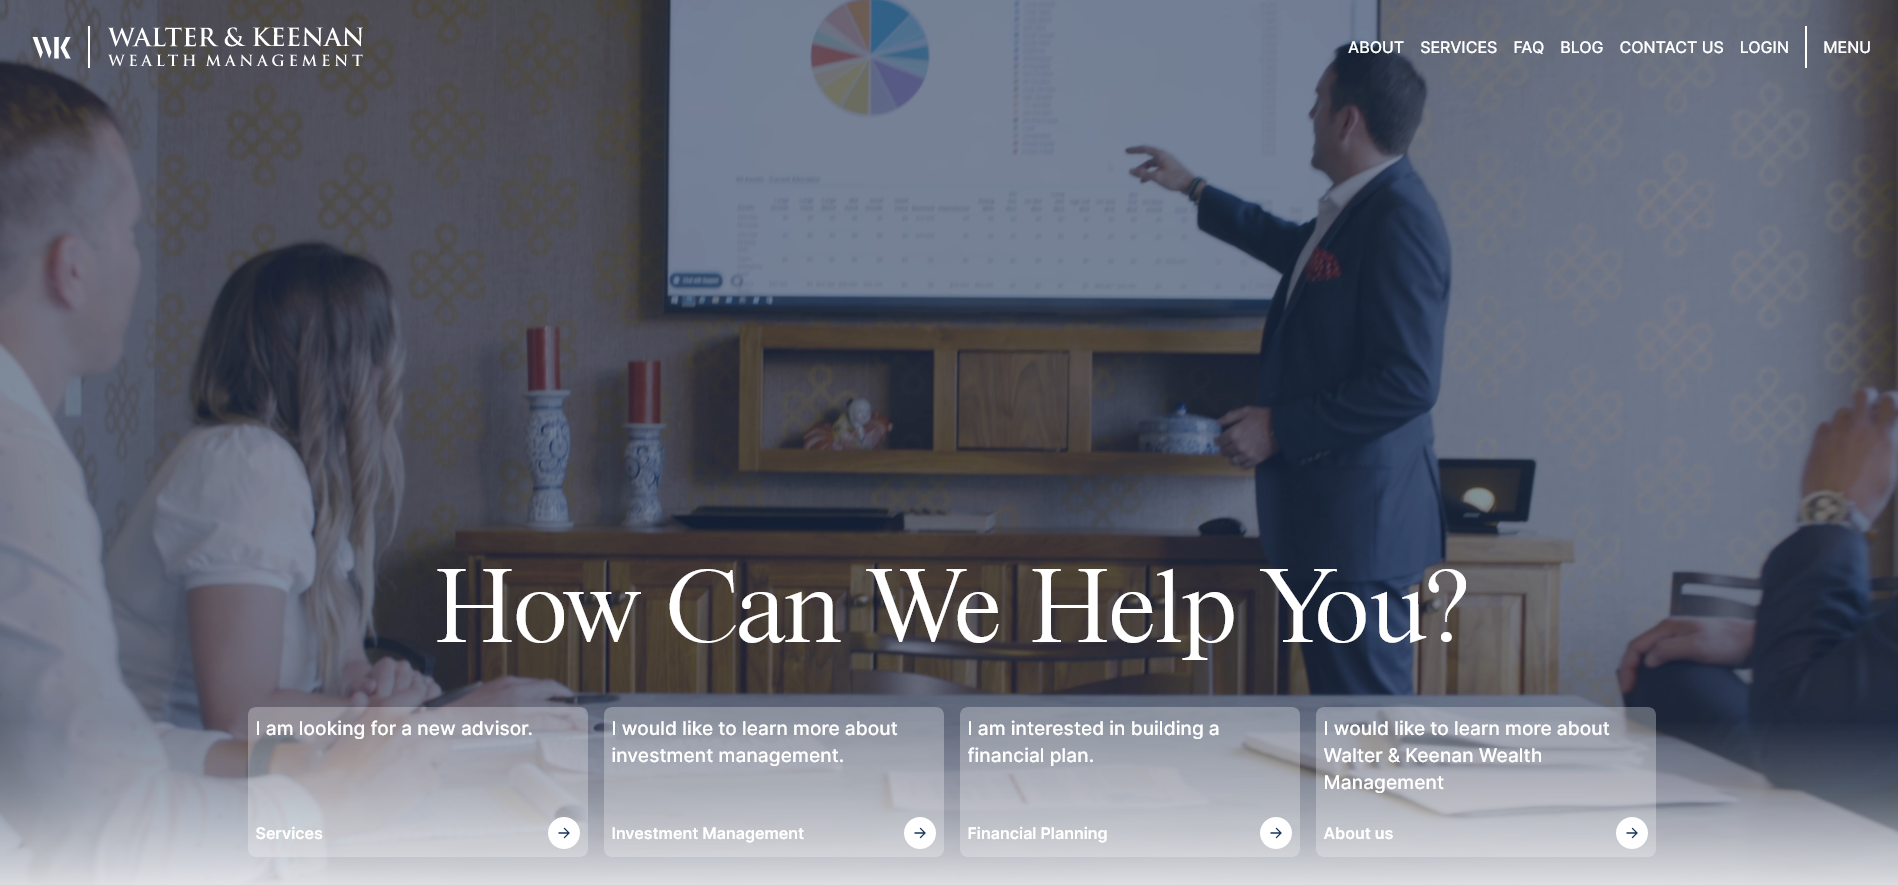 WK
WALTER & KEENAN
WEALTH MANAGEMENT
ABOUT SERVICES FAQ BLOG CONTACT US LOGIN MENU
How Can We Help You?
I am looking for a new advisor.
Services
I would like to learn more about
investment management.
Investment Management
I am interested in building a
financial plan.
Financial Planning
I would like to learn more about
Walter & Keenan Wealth
Management
About us